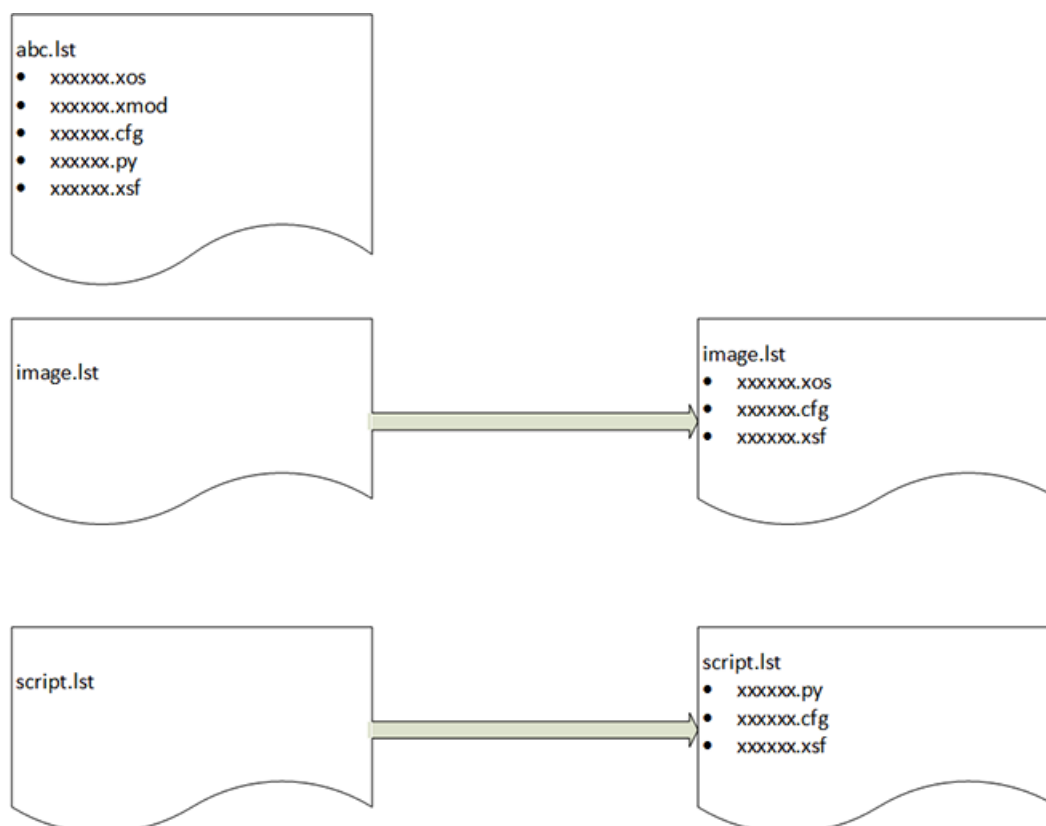 abc.lst
• xxxxxx.xos
• xxxxxx.xmod
• xxxxxx.cfg
• xxxxxx.py
• xxxxxx.xsf
image.lst
image.lst
• xxxxxx.xos
• xxxxxx.cfg
• xxxxxx.xsf
script.lst
script.lst
• xxxxxx.py
• xxxxxx.cfg
• xxxxxx.xsf